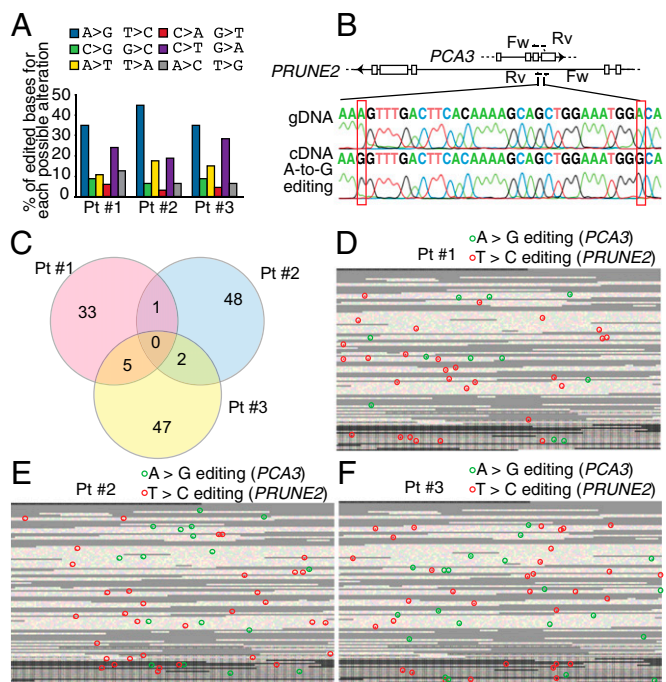 A
A>G T>C
C>A G>T
C>G G>C
C>T G>A
A>T T>A
A>C T>G
% of edited bases for
each possible alteration
50
40
30
20
10
0
Pt #1 Pt #2 Pt #3
B
Fw Rv
PCA3
PRUNE2
Rv Fw
AAAGTTTGACTTCACAAAAGCAGCTGGAAATGGACA
gDNA
cDNA
AAGGTTTGACTTCACAAAAGCAGCTGGAAATGGGCA
A-to-G
editing
C
Pt #1
Pt #2
33
1
48
0
5
2
Pt #3
47
D
A > G editing (PCA3)
Pt #1
T > C editing (PRUNE2)
E
A > G editing (PCA3)
Pt #2
T > C editing (PRUNE2)
F
A > G editing (PCA3)
Pt #3
T > C editing (PRUNE2)